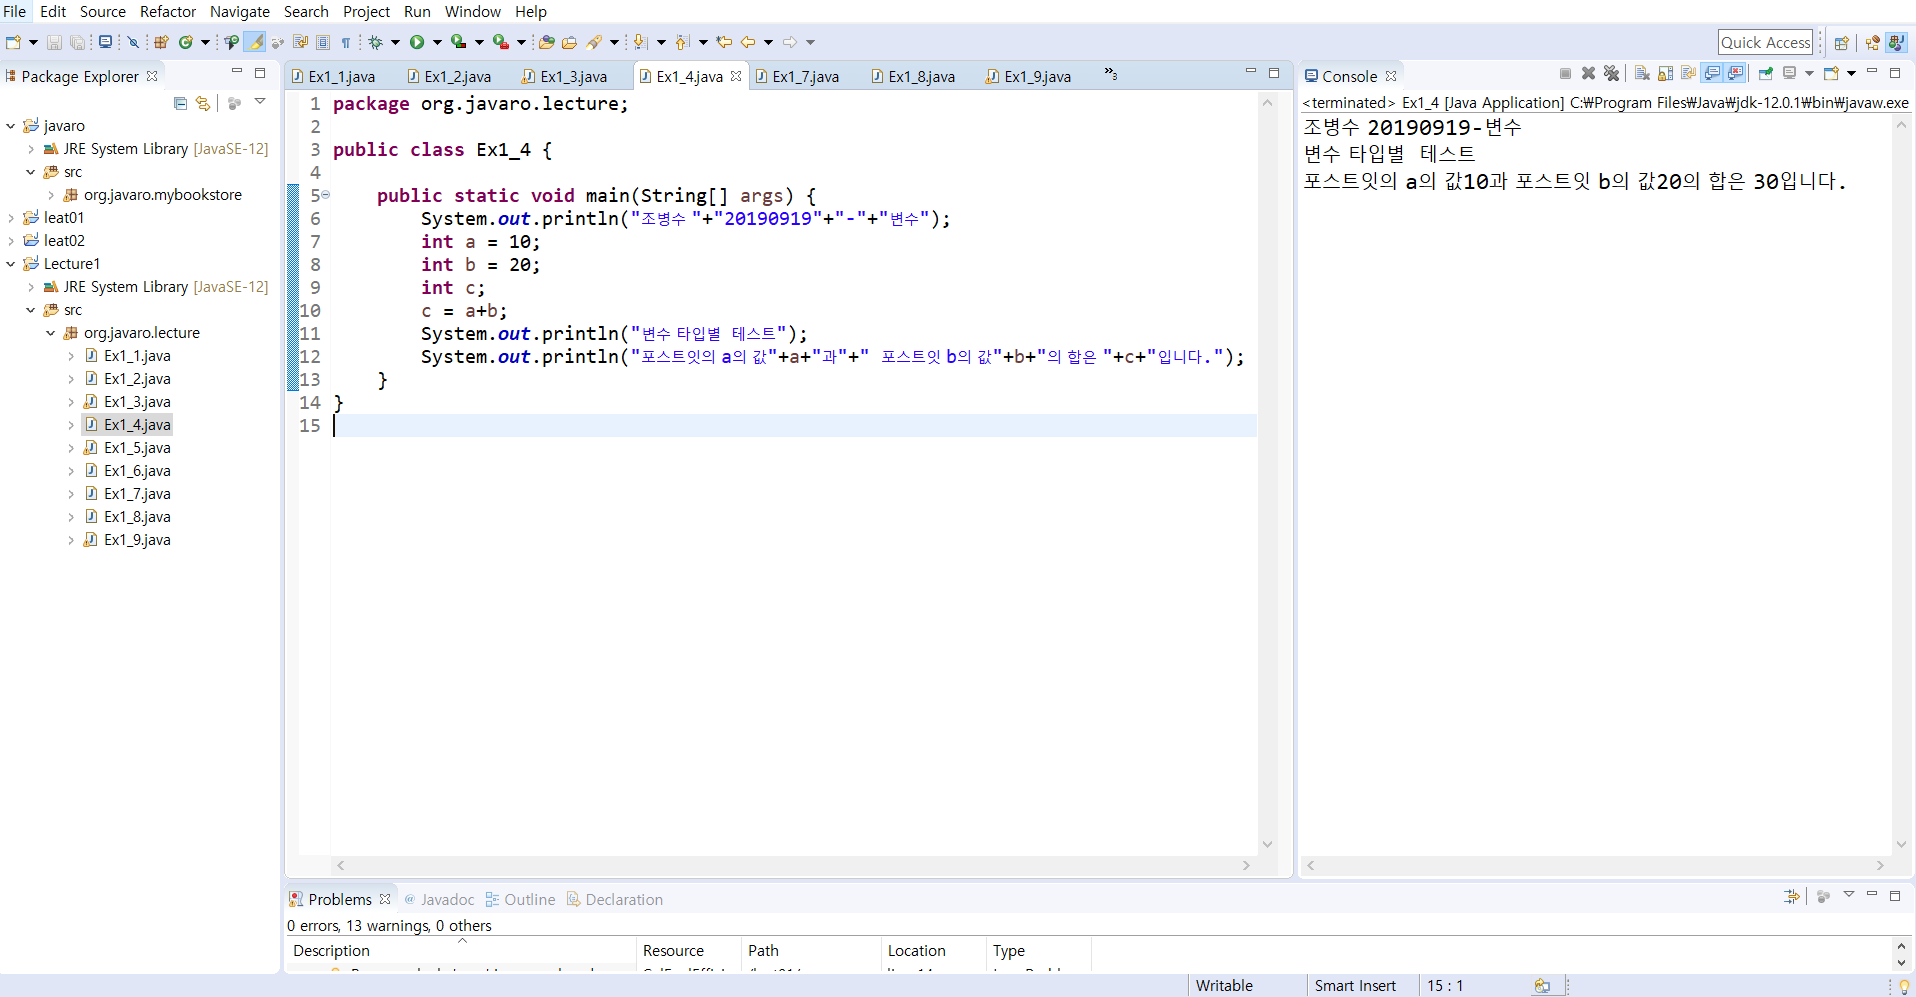 File Edit Source Refactor Navigate Search Project Run Window Help
Quick Access
Package Explorer
javaro
JRE System Library [JavaSE-12]
src
org.javaro.mybookstore
leat01
leat02
Lecture1
JRE System Library [JavaSE-12]
src
org.javaro.lecture
Ex1_1.java
Ex1_2.java
Ex1_3.java
Ex1_4.java
Ex1_5.java
Ex1_6.java
Ex1_7.java
Ex1_8.java
Ex1_9.java
Ex1_1.java Ex1_2.java Ex1_3.java Ex1_4.java Ex1_7.java Ex1_8.java Ex1_9.java »3
1 package org.javaro.lecture;
2
3 public class Ex1_4 {
4
5 public static void main(String[] args) {
6 System.out.println("조병수 "+"20190919"+"-"+"변수");
7 int a = 10;
8 int b = 20;
9 int c;
10 c = a+b;
11 System.out.println("변수 타입별 테스트");
12 System.out.println("포스트잇의 a의 값"+a+"과"+" 포스트잇 b의 값"+b+"의 합은 "+c+"입니다.");
13 }
14 }
15
Console
<terminated> Ex1_4 [Java Application] C:₩Program Files₩Java₩jdk-12.0.1₩bin₩javaw.exe
조병수 20190919-변수
변수 타입별 테스트
포스트잇의 a의 값10과 포스트잇 b의 값20의 합은 30입니다.
Problems @ Javadoc Outline Declaration
0 errors, 13 warnings, 0 others
Description Resource Path Location Type
Writable Smart Insert 15 : 1